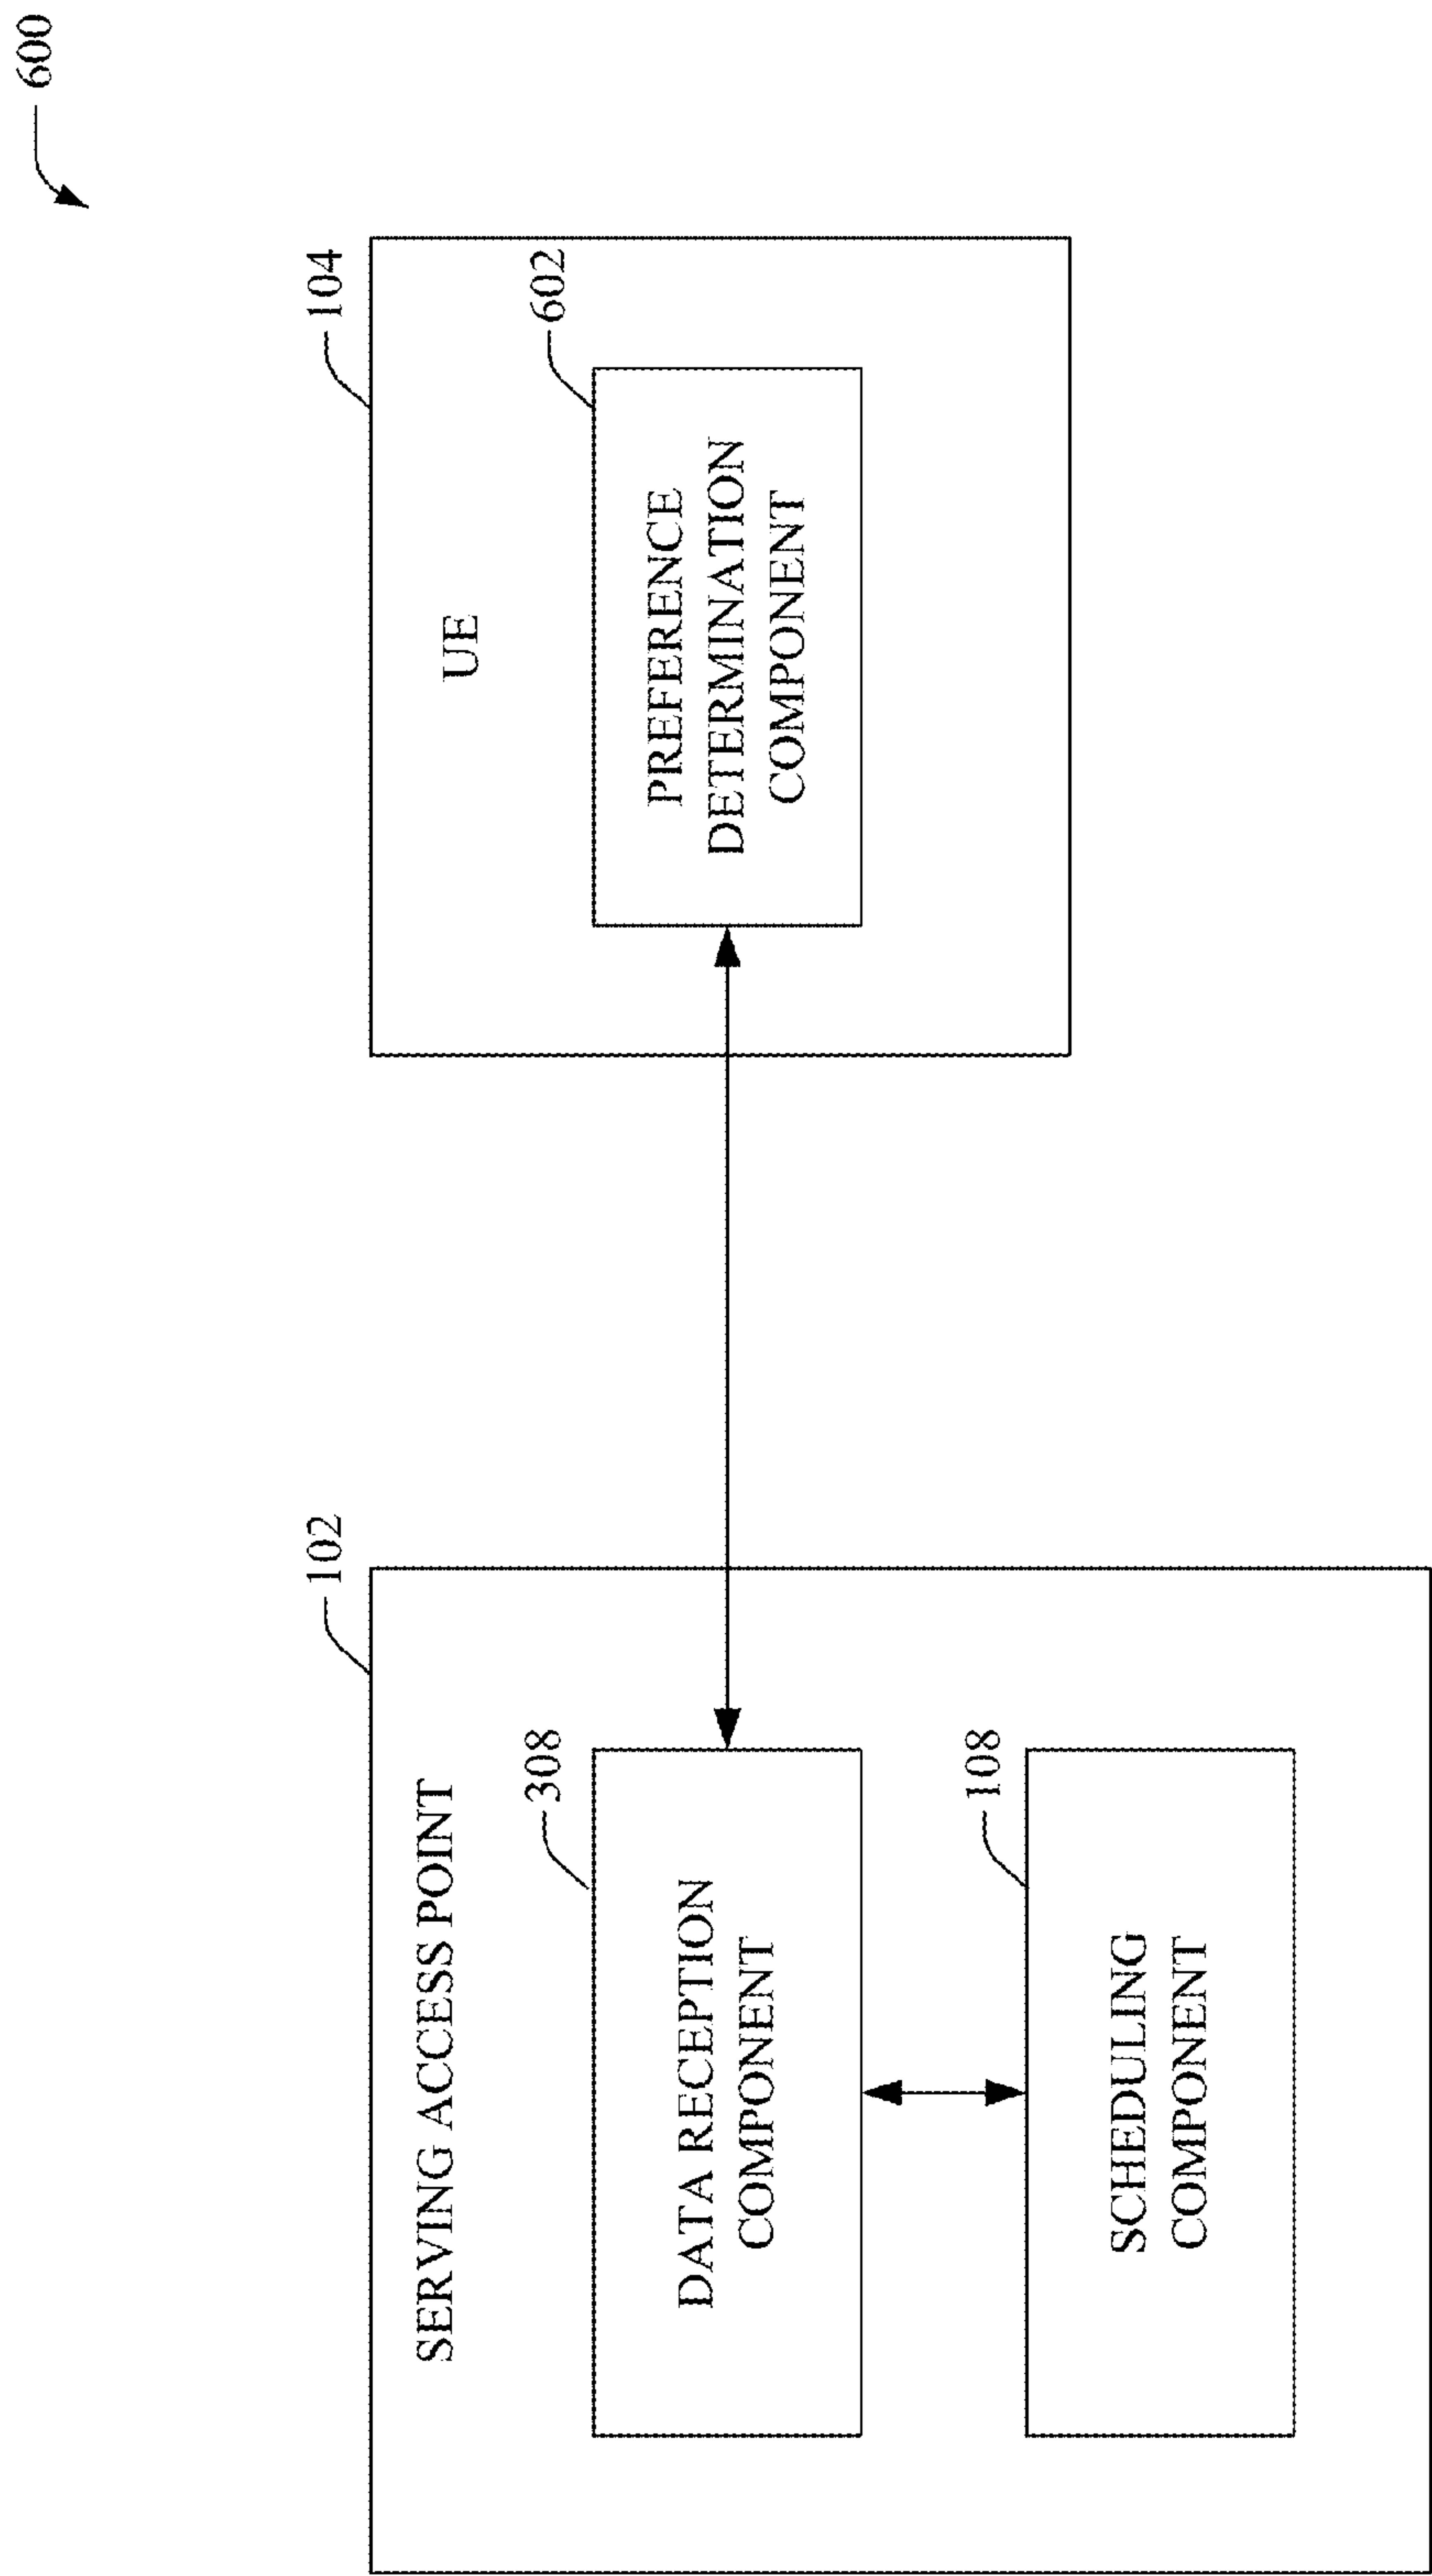 600
102
SERVING ACCESS POINT
308
DATA RECEPTION
COMPONENT
108
SCHEDULING
COMPONENT
104
UE
602
PREFERENCE
DETERMINATION
COMPONENT